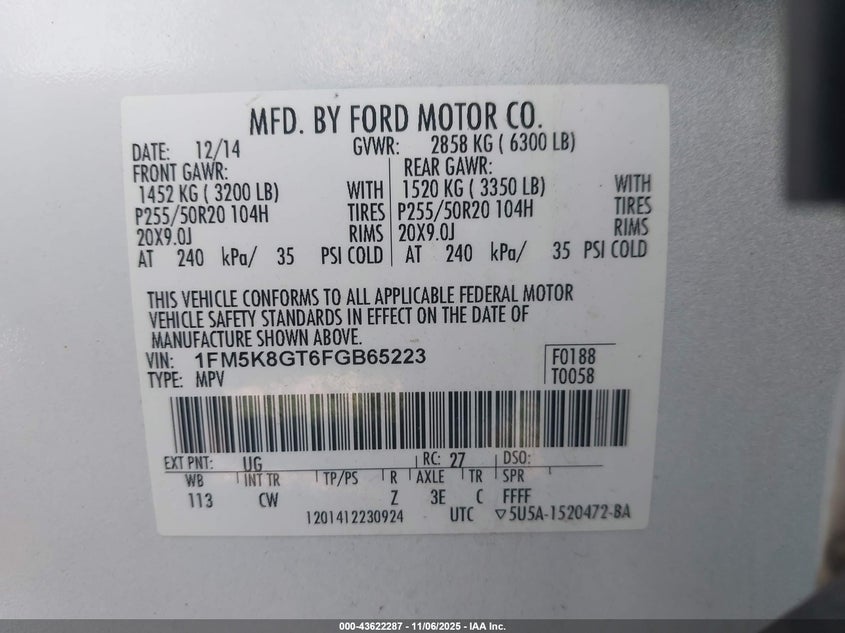 MFD. BY FORD MOTOR CO.
DATE: 12/14 GVWR: 2858 KG ( 6300 LB)
FRONT GAWR: REAR GAWR:
1452 KG ( 3200 LB) WITH 1520 KG ( 3350 LB) WITH
P255/50R20 104H TIRES P255/50R20 104H TIRES
20X9.0J RIMS 20X9.0J RIMS
AT 240 kPa/ 35 PSI COLD AT 240 kPa/ 35 PSI COLD
THIS VEHICLE CONFORMS TO ALL APPLICABLE FEDERAL MOTOR
VEHICLE SAFETY STANDARDS IN EFFECT ON THE DATE OF
MANUFACTURE SHOWN ABOVE.
VIN: 1FM5K8GT6FGB65223 F0188
TYPE: MPV T0058
EXT PNT: UG RC: 27 DSO:
WB INT TR TP/PS R AXLE TR SPR
113 CW Z 3E C FFFF
1201412230924 UTC ▽5U5A-1520472-BA
000-43622287 - 11/06/2025 - IAA Inc.